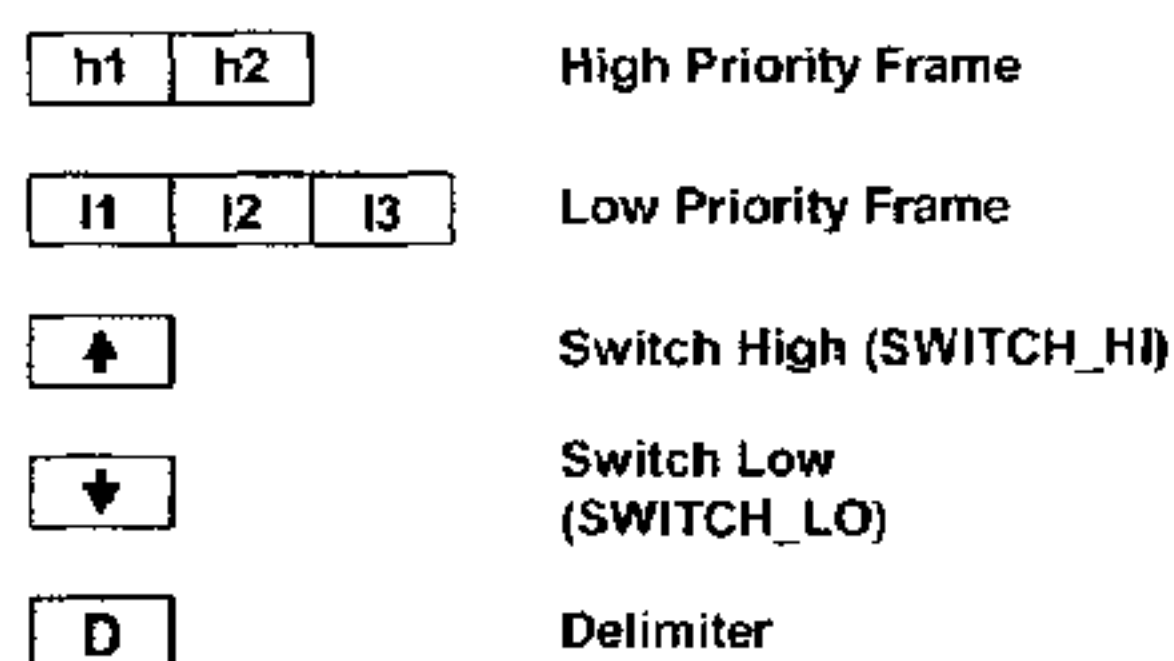 h1 h2 High Priority Frame
l1 l2 l3 Low Priority Frame
Switch High (SWITCH_HI)
Switch Low
(SWITCH_LO)
D Delimiter